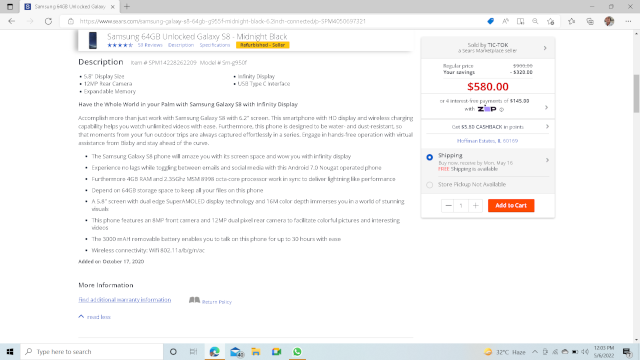 Samsung 64GB Unlocked Galaxy S8
https://www.sears.com/samsung-galaxy-s8-64gb-g955f-midnight-black-6.2inch-connected/p-SPM4050697321
Samsung 64GB Unlocked Galaxy S8 - Midnight Black
53 Reviews Description Specifications Refurbished - Seller
Description Item # SPM14228262209 Model # Sm-g950f
5.8" Display Size
12MP Rear Camera
Expandable Memory
Infinity Display
USB Type C Interface
Have the Whole World in your Palm with Samsung Galaxy S8 with Infinity Display
Accomplish more than just work with Samsung Galaxy S8 with 6.2" screen. This smartphone with HD display and wireless charging
capability helps you watch unlimited videos with ease. Furthermore, this phone is designed to be water- and dust-resistant, so
that moments from your fun outdoor trips are always captured effortlessly in a series. Engage in hands-free operation with virtual
assistance from Bixby and stay ahead of the curve.
The Samsung Galaxy S8 phone will amaze you with its screen space and wow you with infinity display
Experience no lags while toggling between emails and social media with this Android 7.0 Nougat operated phone
Furthermore 4GB RAM and 2.35GHz MSM 8998 octa-core processor work in sync to deliver lightning like performance
Depend on 64GB storage space to keep all your files on this phone
A 5.8" screen with dual edge SuperAMOLED display technology and 16M color depth immerses you in a world of stunning
visuals
This phone features an 8MP front camera and 12MP dual pixel rear camera to facilitate colorful pictures and interesting
videos
The 3000 mAH removable battery enables you to talk on this phone for up to 30 hours with ease
Wireless connectivity: Wifi 802.11a/b/g/n/ac
Added on October 17, 2020
More Information
Find additional warranty information Return Policy
read less
Sold by TIC-TOK
a Sears Marketplace seller
Regular price $900.00
Your savings - $320.00
$580.00
or 4 interest-free payments of $145.00
with ZIP
Get $5.80 CASHBACK in points
Hoffman Estates, IL 60169
Shipping
Buy now, receive by Mon, May 16
FREE Shipping is available
Store Pickup Not Available
1
Add to Cart
Type here to search
32°C Haze
12:03 PM
5/6/2022